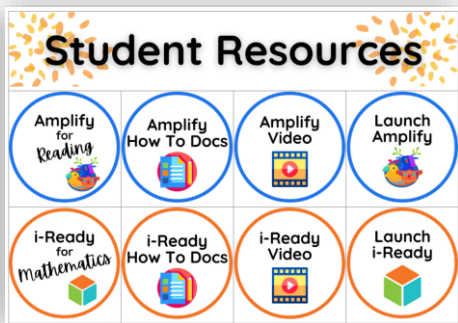 Student Resources
Amplify
for
Reading
Amplify
How To Docs
Amplify
Video
Launch
Amplify
i-Ready
for
Mathematics
i-Ready
How To Docs
i-Ready
Video
Launch
i-Ready